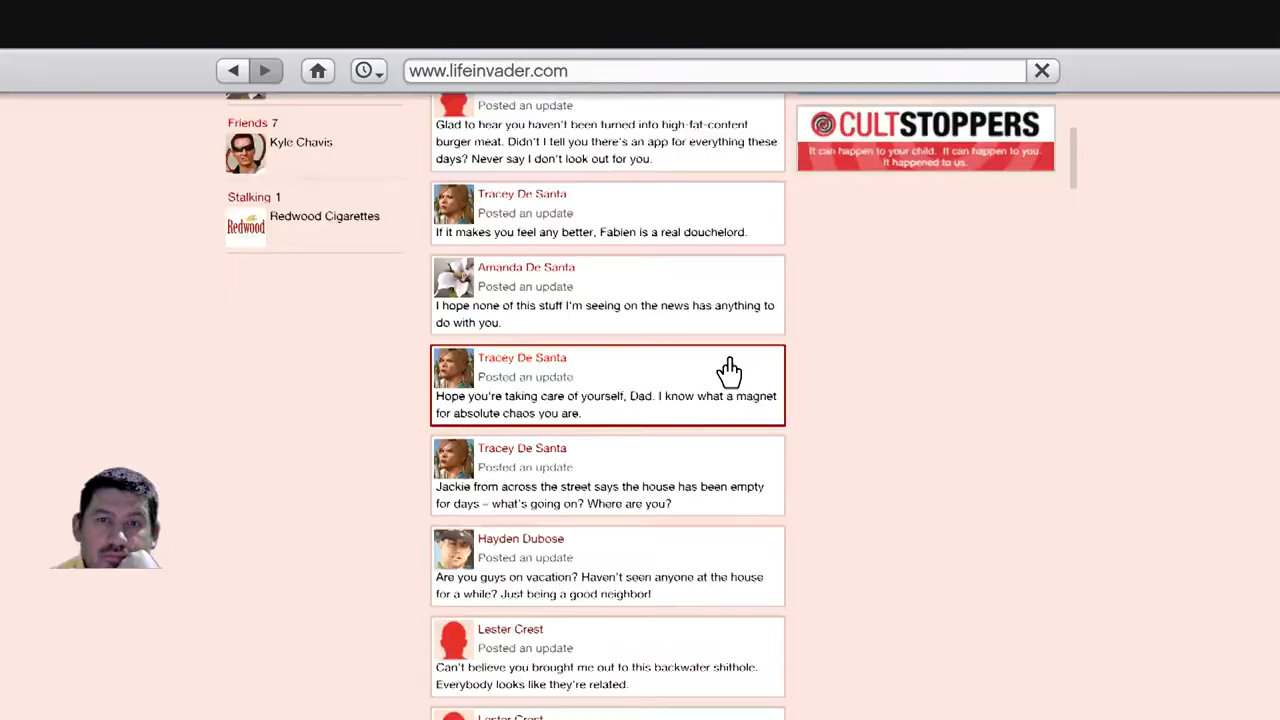 www.lifeinvader.com
Friends 7
Kyle Chavis
Stalking 1
Redwood
Redwood Cigarettes
Posted an update
Glad to hear you haven't been turned into high-fat-content
burger meat. Didn't I tell you there's an app for everything these
days? Never say I don't look out for you.
Tracey De Santa
Posted an update
If it makes you feel any better, Fabien is a real douchelord.
Amanda De Santa
Posted an update
I hope none of this stuff I'm seeing on the news has anything to
do with you.
Tracey De Santa
Posted an update
Hope you're taking care of yourself, Dad. I know what a magnet
for absolute chaos you are.
Tracey De Santa
Posted an update
Jackie from across the street says the house has been empty
for days – what's going on? Where are you?
Hayden Dubose
Posted an update
Are you guys on vacation? Haven't seen anyone at the house
for a while? Just being a good neighbor!
Lester Crest
Posted an update
Can't believe you brought me out to this backwater shithole.
Everybody looks like they're related.
Lester Crest
CULTSTOPPERS
It can happen to your child. It can happen to you.
It happened to us.